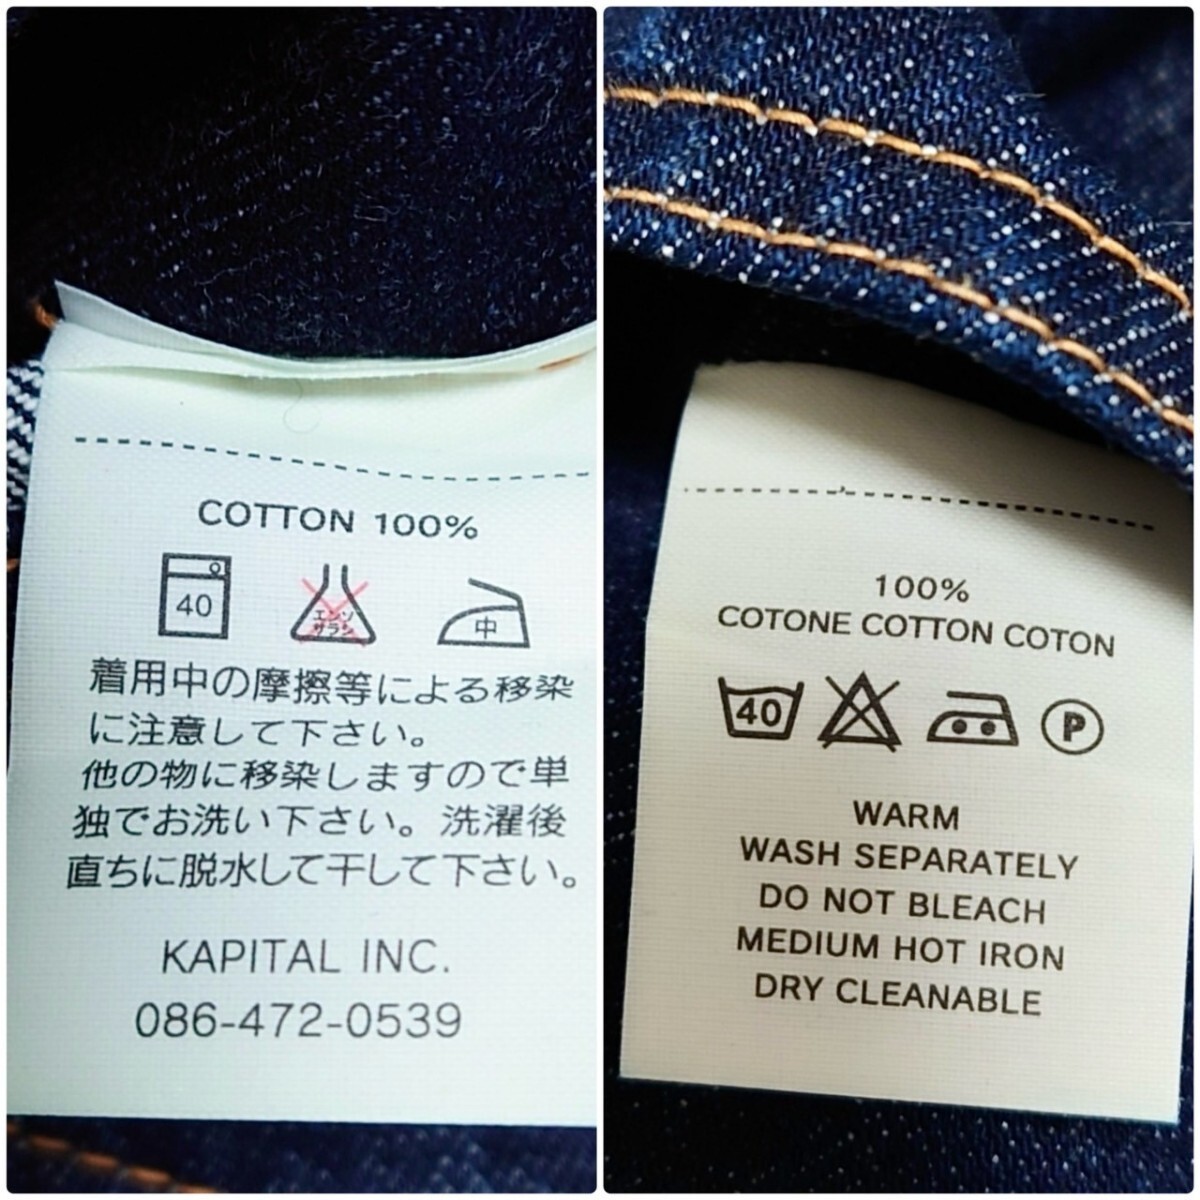 COTTON 100%
40
エンソ
サラシ
中
着用中の摩擦等による移染
に注意して下さい。
他の物に移染しますので単
独でお洗い下さい。洗濯後
直ちに脱水して干して下さい。
KAPITAL INC.
086-472-0539
100%
COTONE COTTON COTON
40
P
WARM
WASH SEPARATELY
DO NOT BLEACH
MEDIUM HOT IRON
DRY CLEANABLE